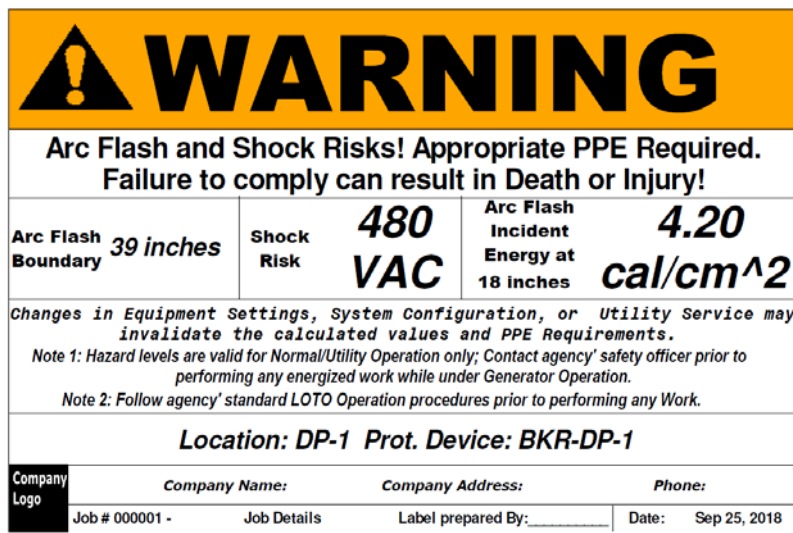 WARNING
Arc Flash and Shock Risks! Appropriate PPE Required.
Failure to comply can result in Death or Injury!
Arc Flash
Boundary
39 inches
Shock
Risk
480
VAC
Arc Flash
Incident
Energy at
18 inches
4.20
cal/cm^2
Changes in Equipment Settings, System Configuration, or Utility Service may
invalidate the calculated values and PPE Requirements.
Note 1: Hazard levels are valid for Normal/Utility Operation only; Contact agency' safety officer prior to
performing any energized work while under Generator Operation.
Note 2: Follow agency' standard LOTO Operation procedures prior to performing any Work.
Location: DP-1 Prot. Device: BKR-DP-1
Company
Logo
Company Name: Company Address: Phone:
Job # 000001 - Job Details Label prepared By:__________ Date: Sep 25, 2018